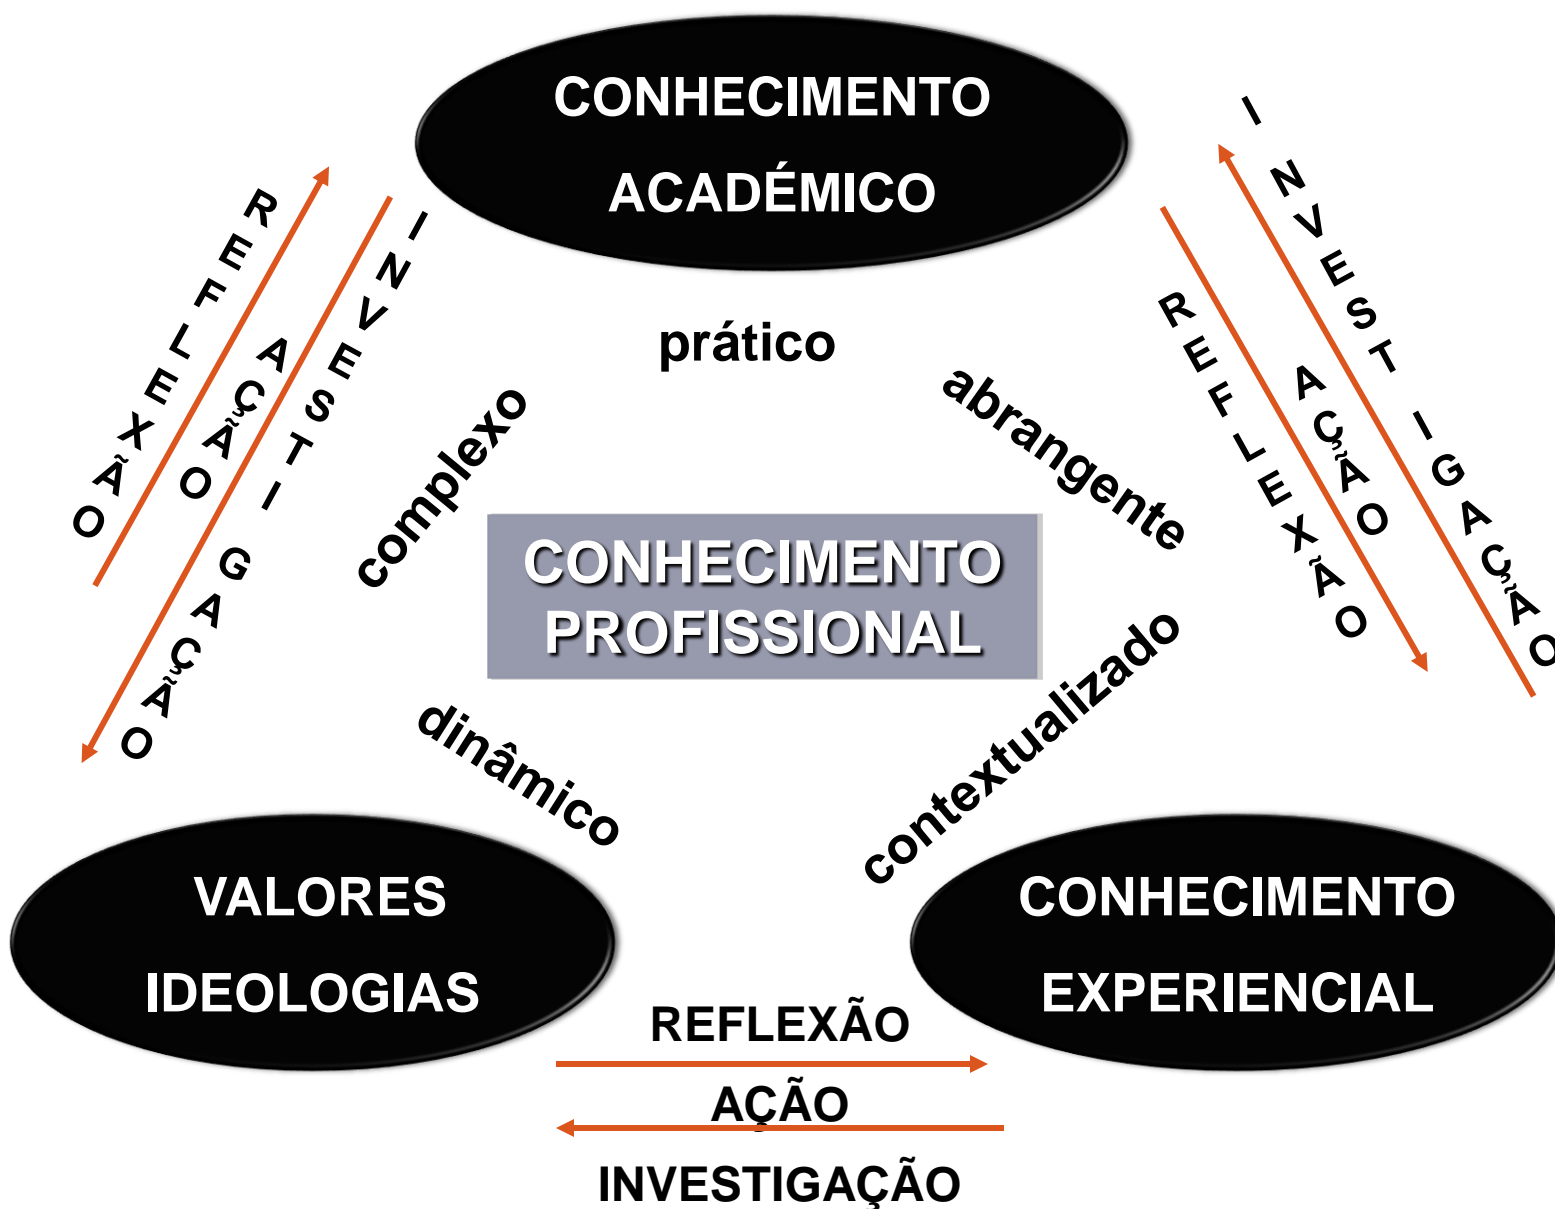 CONHECIMENTO
ACADÉMICO
REFLEXÃO
AÇÃO
INVESTIGAÇÃO
prático
complexo
abrangente
REFLEXÃO
AÇÃO
INVESTIGAÇÃO
CONHECIMENTO
PROFISSIONAL
dinâmico
contextualizado
VALORES
IDEOLOGIAS
CONHECIMENTO
EXPERIENCIAL
REFLEXÃO
AÇÃO
INVESTIGAÇÃO